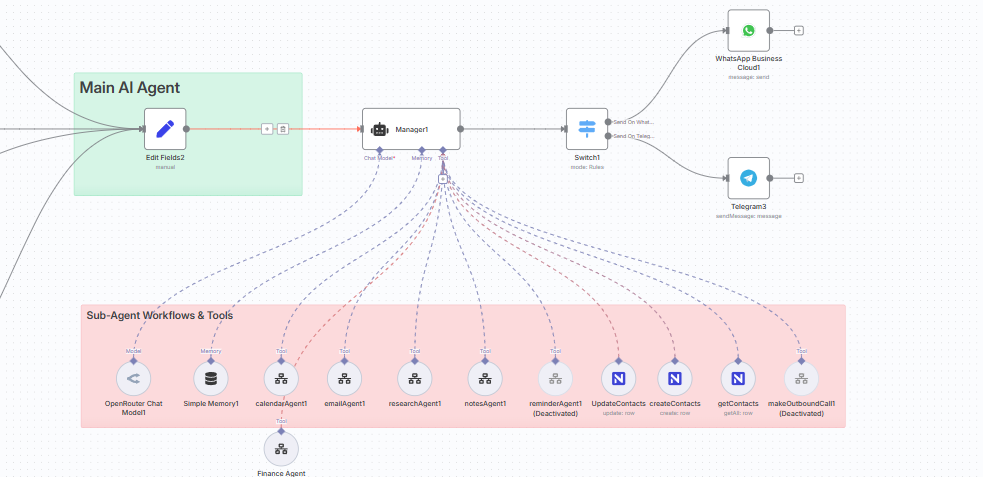 WhatsApp Business
Cloud1
message: send
Main AI Agent
Edit Fields2
manual
Manager1
Chat Model*
Memory
Tool
Switch1
mode: Rules
Send On What...
Send On Teleg...
Telegram3
sendMessage: message
Sub-Agent Workflows & Tools
Model
Memory
Tool
Tool
Tool
Tool
Tool
Tool
OpenRouter Chat
Model1
Simple Memory1
calendarAgent1
emailAgent1
researchAgent1
notesAgent1
reminderAgent1
(Deactivated)
UpdateContacts
update: row
createContacts
create: row
getContacts
getAll: row
makeOutboundCall1
(Deactivated)
Tool
Finance Agent